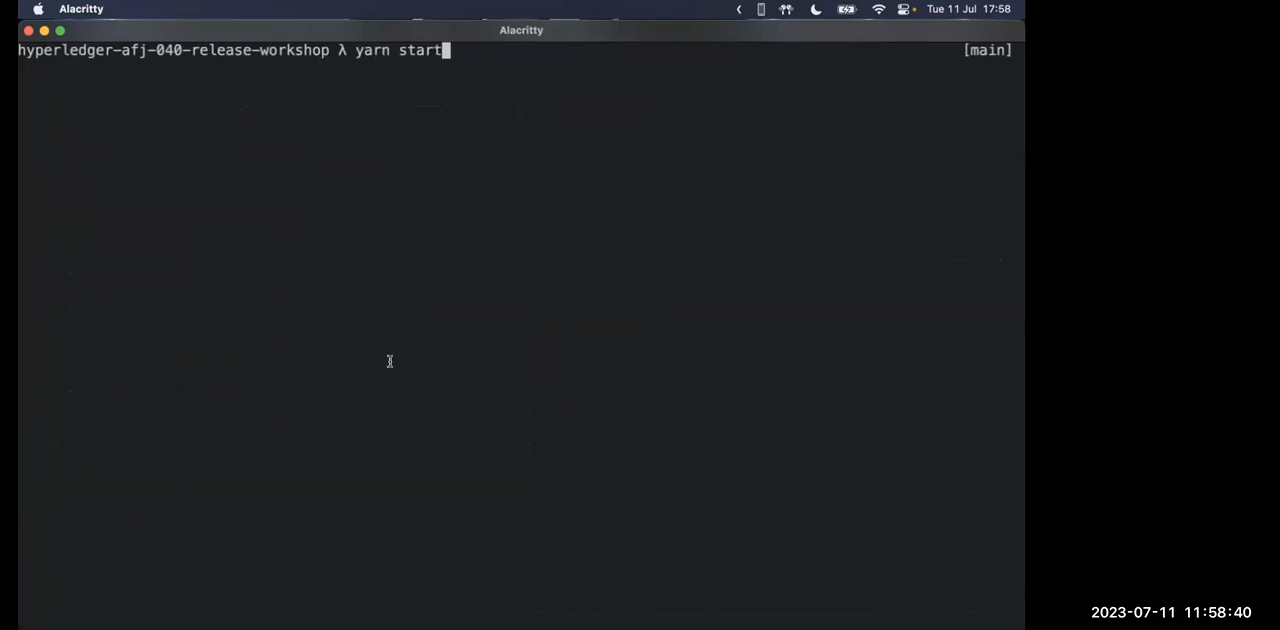 Alacritty
Tue 11 Jul 17:58
Alacritty
hyperledger-afj-040-release-workshop λ yarn start [main]
2023-07-11 11:58:40